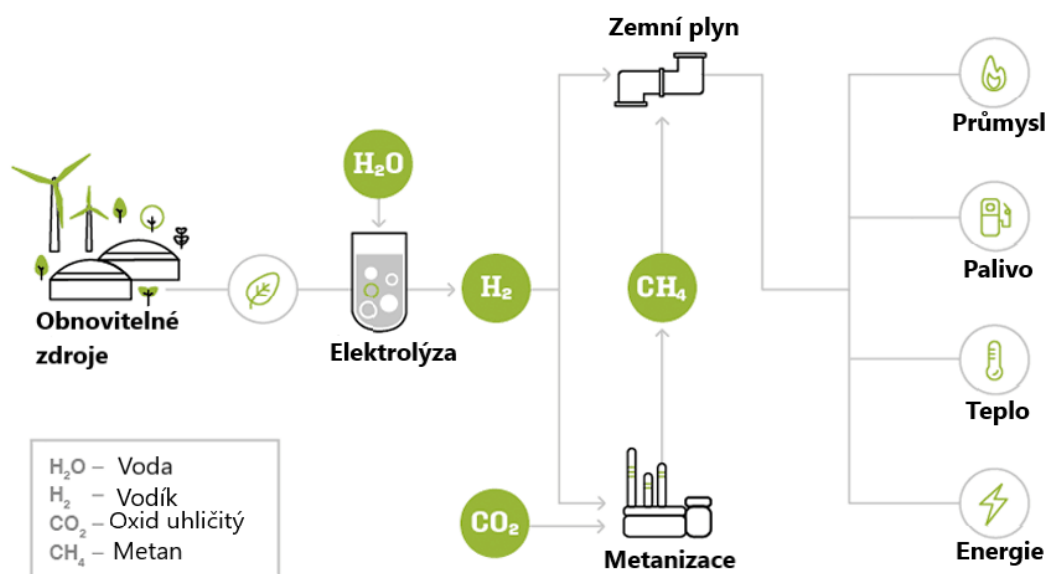 Zemní plyn
Průmysl
H₂O
Palivo
Obnovitelné
zdroje
Elektrolýza
H₂
CH₄
Teplo
H₂O – Voda
H₂ – Vodík
CO₂ – Oxid uhličitý
CH₄ – Metan
CO₂
Metanizace
Energie